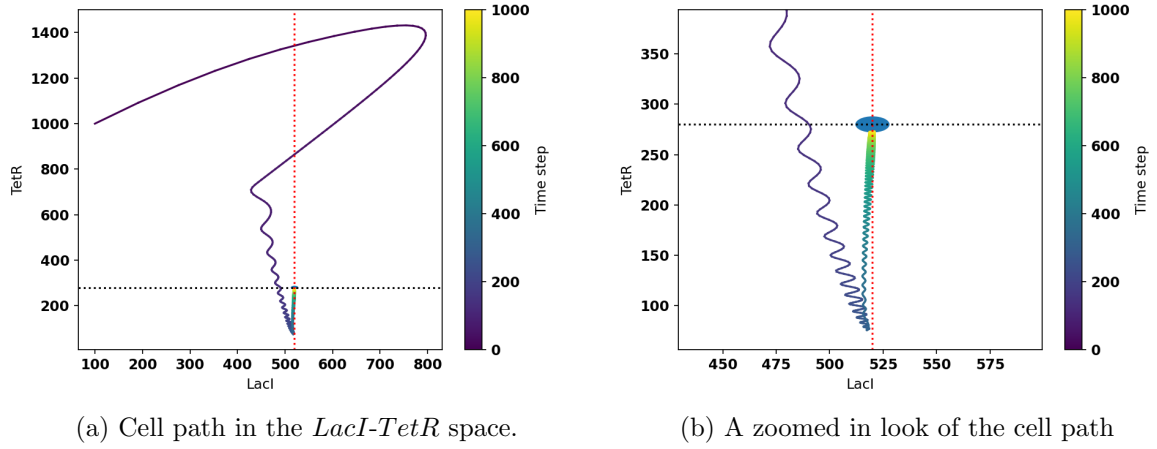 1400
1200
1000
800
600
400
200
TetR
100 200 300 400 500 600 700 800
LacI
1000
800
600
400
200
0
Time step
350
300
250
200
150
100
TetR
450 475 500 525 550 575
LacI
1000
800
600
400
200
0
Time step
(a) Cell path in the LacI-TetR space.
(b) A zoomed in look of the cell path